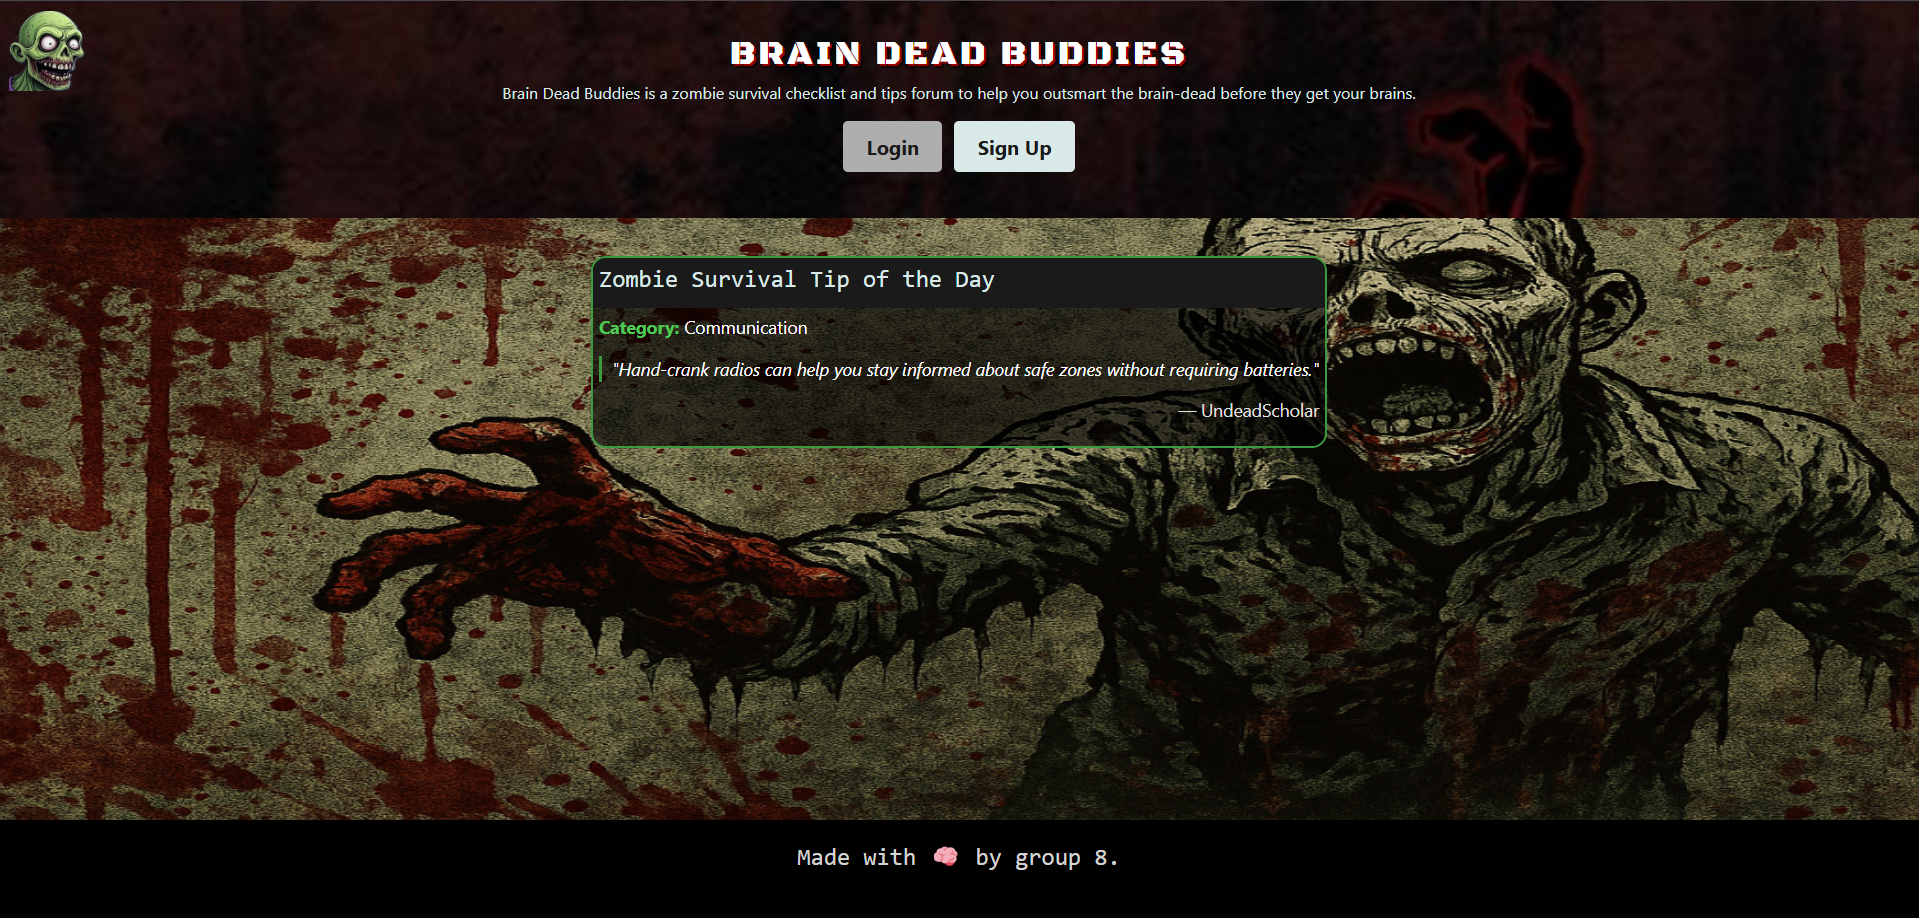 BRAIN DEAD BUDDIES
Brain Dead Buddies is a zombie survival checklist and tips forum to help you outsmart the brain-dead before they get your brains.
Login
Sign Up
Zombie Survival Tip of the Day
Category: Communication
"Hand-crank radios can help you stay informed about safe zones without requiring batteries."
— UndeadScholar
Made with 🧠 by group 8.